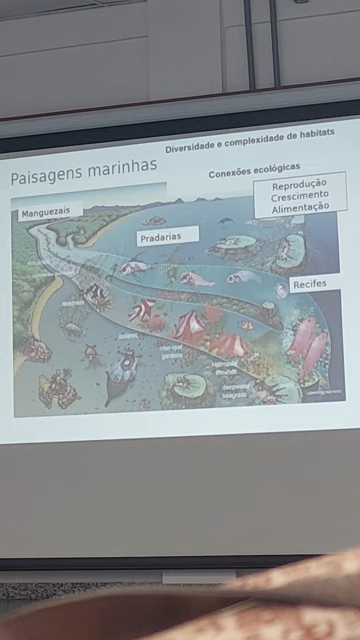 Diversidade e complexidade de habitats
Paisagens marinhas
Conexões ecológicas
Reprodução
Crescimento
Alimentação
Manguezais
Pradarias
Recifes